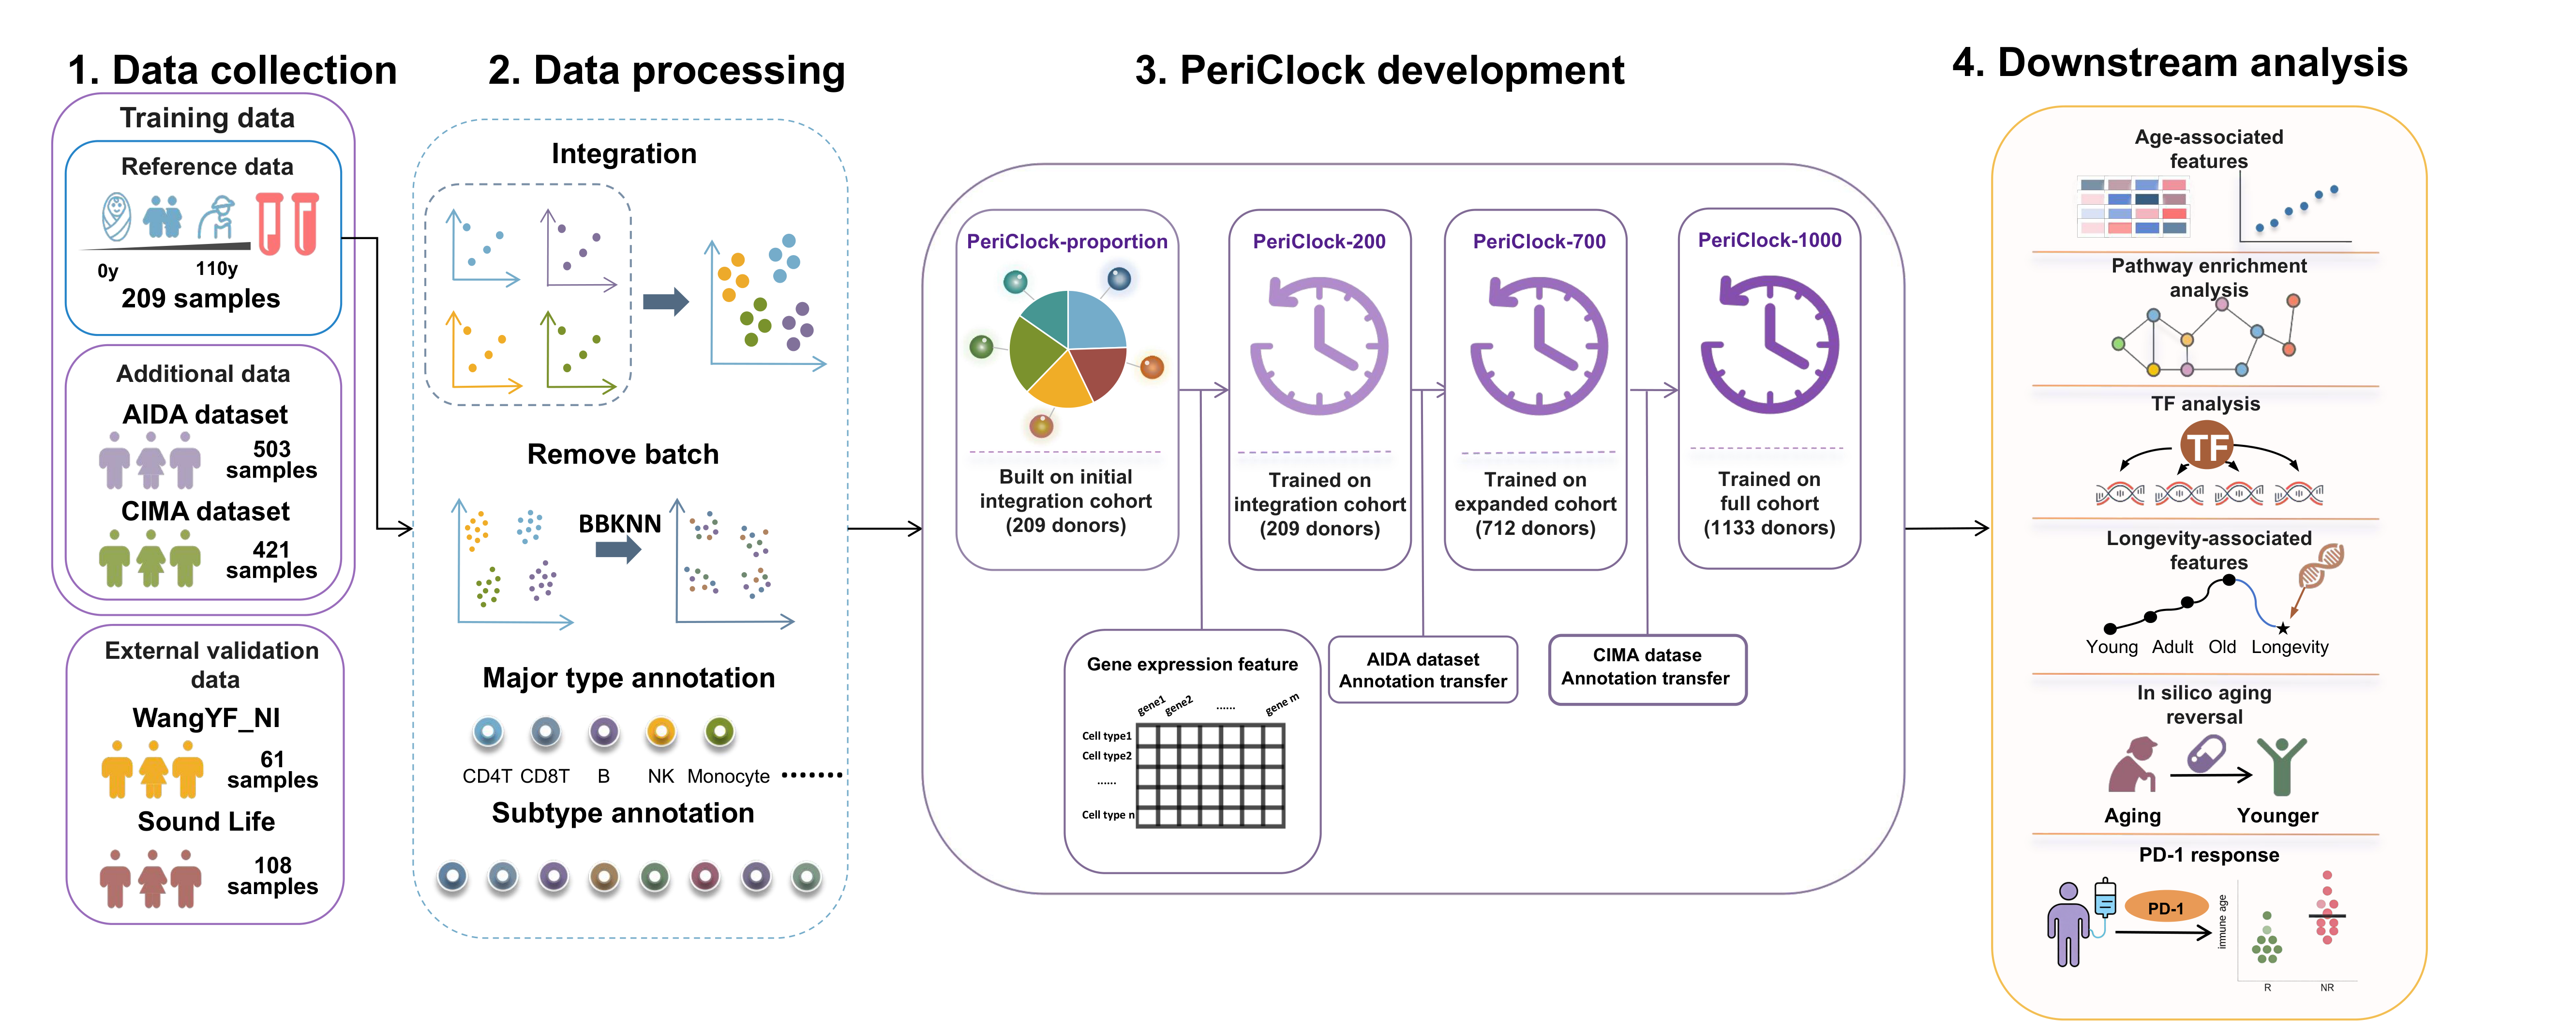 1. Data collection
Training data
Reference data
0y
110y
209 samples
Additional data
AIDA dataset
503
samples
CIMA dataset
421
samples
External validation
data
WangYF_NI
61
samples
Sound Life
108
samples
2. Data processing
Integration
Remove batch
BBKNN
Major type annotation
CD4T CD8T B NK Monocyte .......
Subtype annotation
3. PeriClock development
PeriClock-proportion
Built on initial
integration cohort
(209 donors)
PeriClock-200
Trained on
integration cohort
(209 donors)
PeriClock-700
Trained on
expanded cohort
(712 donors)
PeriClock-1000
Trained on
full cohort
(1133 donors)
Gene expression feature
gene1 gene2 ...... gene m
Cell type1
Cell type2
......
Cell type n
AIDA dataset
Annotation transfer
CIMA datase
Annotation transfer
4. Downstream analysis
Age-associated
features
Pathway enrichment
analysis
TF analysis
TF
Longevity-associated
features
Young Adult Old Longevity
In silico aging
reversal
Aging Younger
PD-1 response
PD-1
immune age
R NR